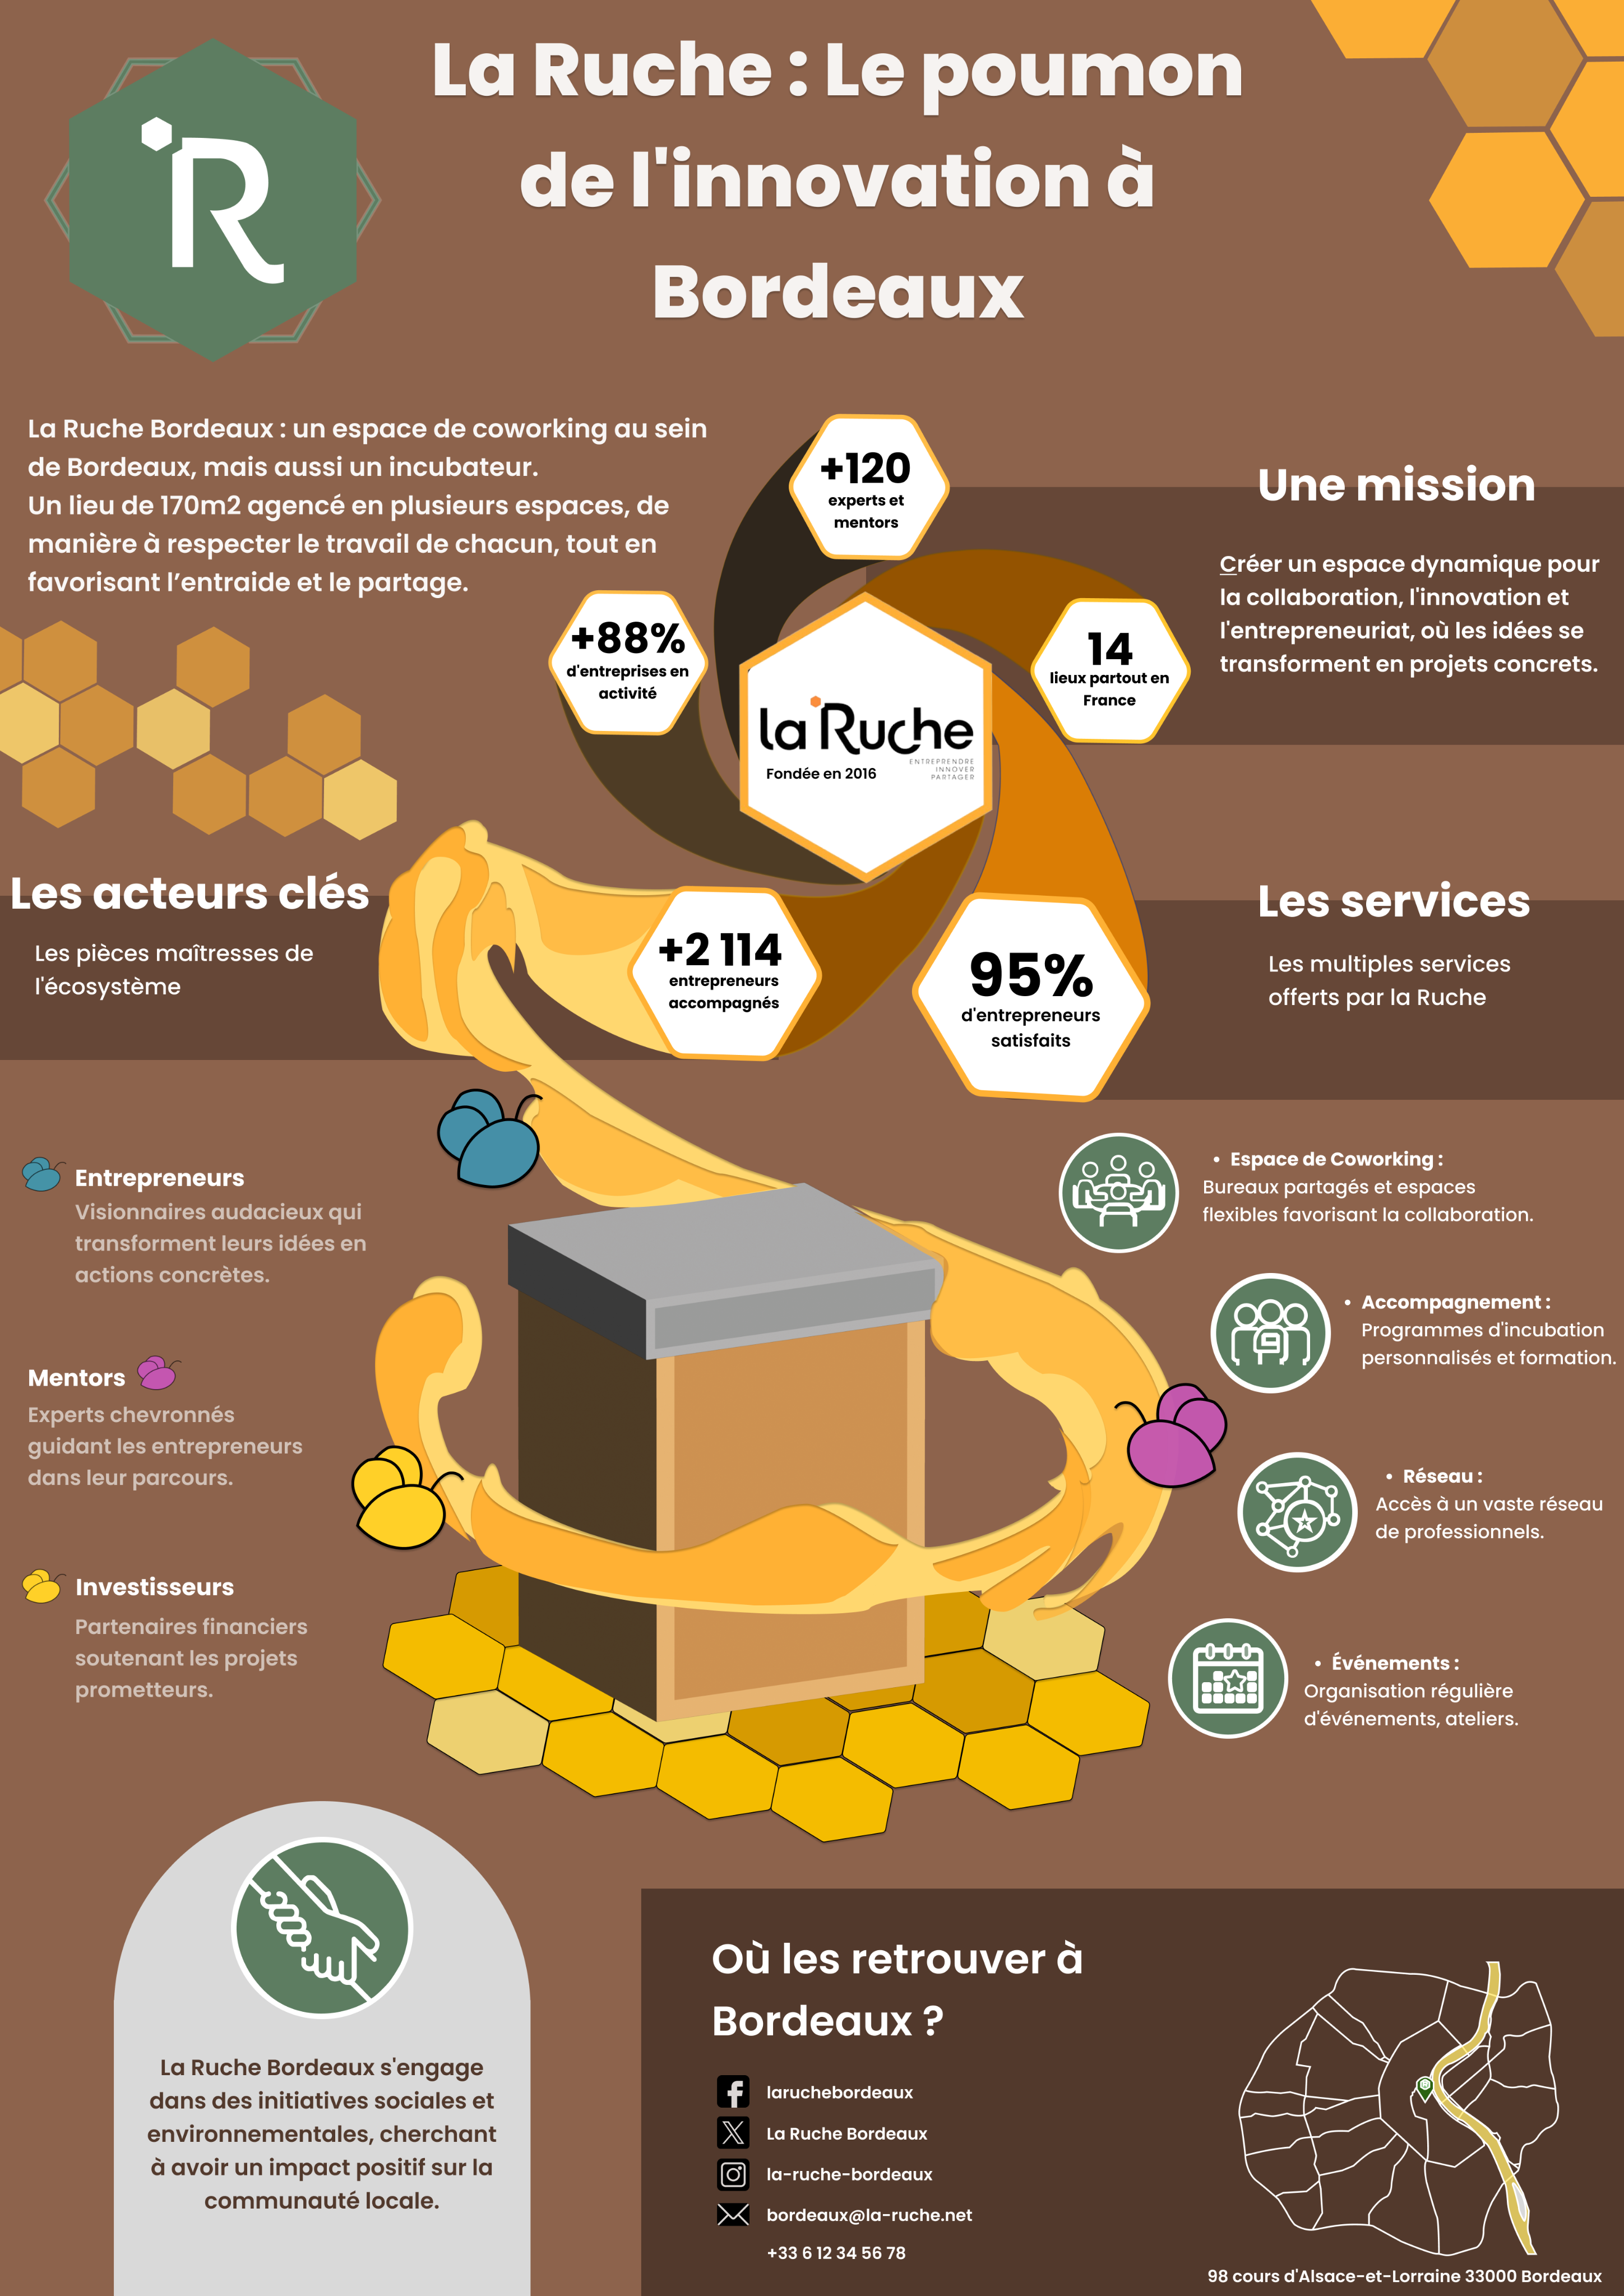 R
La Ruche : Le poumon
de l'innovation à
Bordeaux
La Ruche Bordeaux : un espace de coworking au sein
de Bordeaux, mais aussi un incubateur.
Un lieu de 170m2 agencé en plusieurs espaces, de
manière à respecter le travail de chacun, tout en
favorisant l’entraide et le partage.
+120
experts et
mentors
+88%
d'entreprises en
activité
14
lieux partout en
France
la Ruche
ENTREPRENDRE
INNOVER
PARTAGER
Fondée en 2016
+2 114
entrepreneurs
accompagnés
95%
d'entrepreneurs
satisfaits
Une mission
Créer un espace dynamique pour
la collaboration, l'innovation et
l'entrepreneuriat, où les idées se
transforment en projets concrets.
Les acteurs clés
Les pièces maîtresses de
l'écosystème
Entrepreneurs
Visionnaires audacieux qui
transforment leurs idées en
actions concrètes.
Mentors
Experts chevronnés
guidant les entrepreneurs
dans leur parcours.
Investisseurs
Partenaires financiers
soutenant les projets
prometteurs.
Les services
Les multiples services
offerts par la Ruche
• Espace de Coworking :
Bureaux partagés et espaces
flexibles favorisant la collaboration.
• Accompagnement :
Programmes d'incubation
personnalisés et formation.
• Réseau :
Accès à un vaste réseau
de professionnels.
• Événements :
Organisation régulière
d'événements, ateliers.
La Ruche Bordeaux s'engage
dans des initiatives sociales et
environnementales, cherchant
à avoir un impact positif sur la
communauté locale.
Où les retrouver à
Bordeaux ?
laruchebordeaux
La Ruche Bordeaux
la-ruche-bordeaux
bordeaux@la-ruche.net
+33 6 12 34 56 78
98 cours d'Alsace-et-Lorraine 33000 Bordeaux